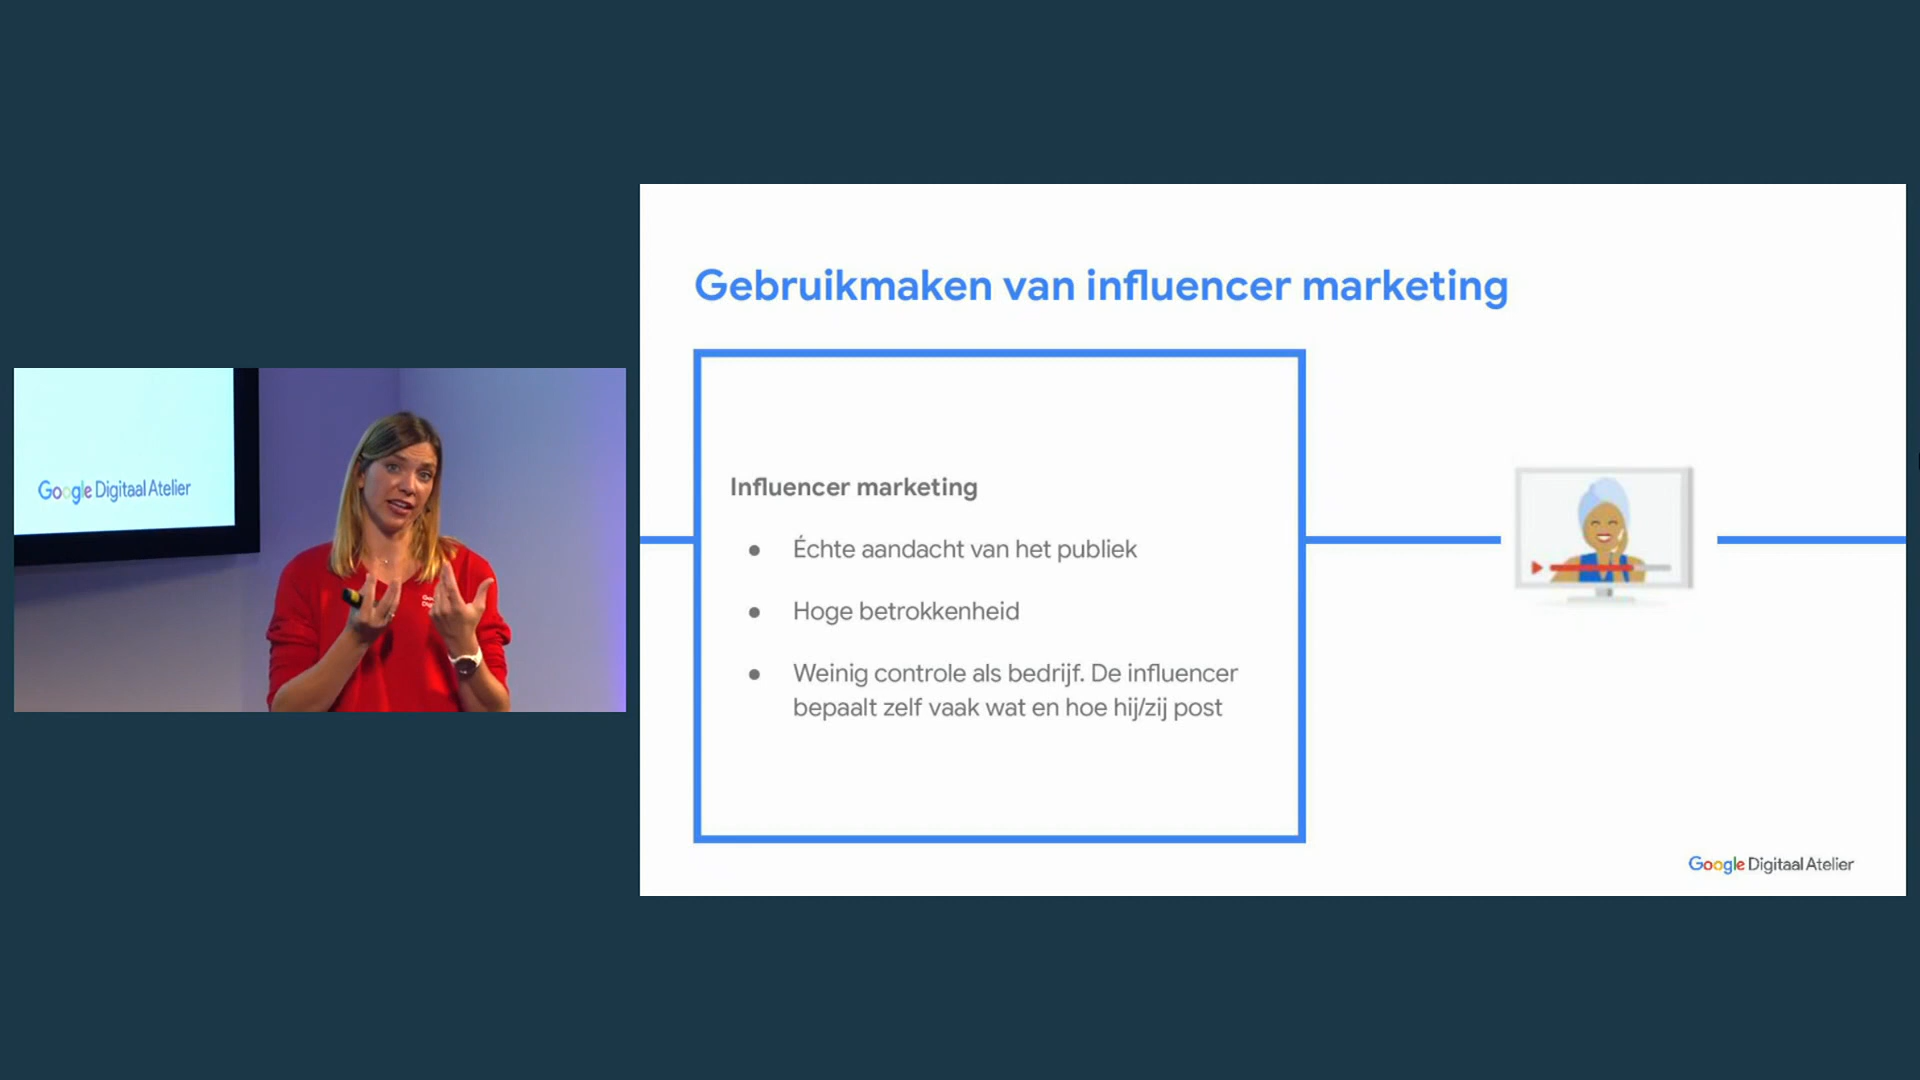 Gebruikmaken van influencer marketing
Google Digitaal Atelier
Influencer marketing
● Échte aandacht van het publiek
● Hoge betrokkenheid
● Weinig controle als bedrijf. De influencer
bepaalt zelf vaak wat en hoe hij/zij post
Google Digitaal Atelier